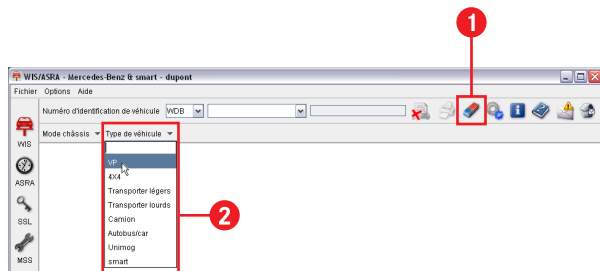 1
WIS/ASRA - Mercedes-Benz & smart - dupont
Fichier Options Aide
Numéro d'identification de véhicule WDB
Mode châssis Type de véhicule
WIS
ASRA
SSL
MSS
VP
4X4
Transporter légers
Transporter lourds
Camion
Autobus/car
Unimog
smart
2